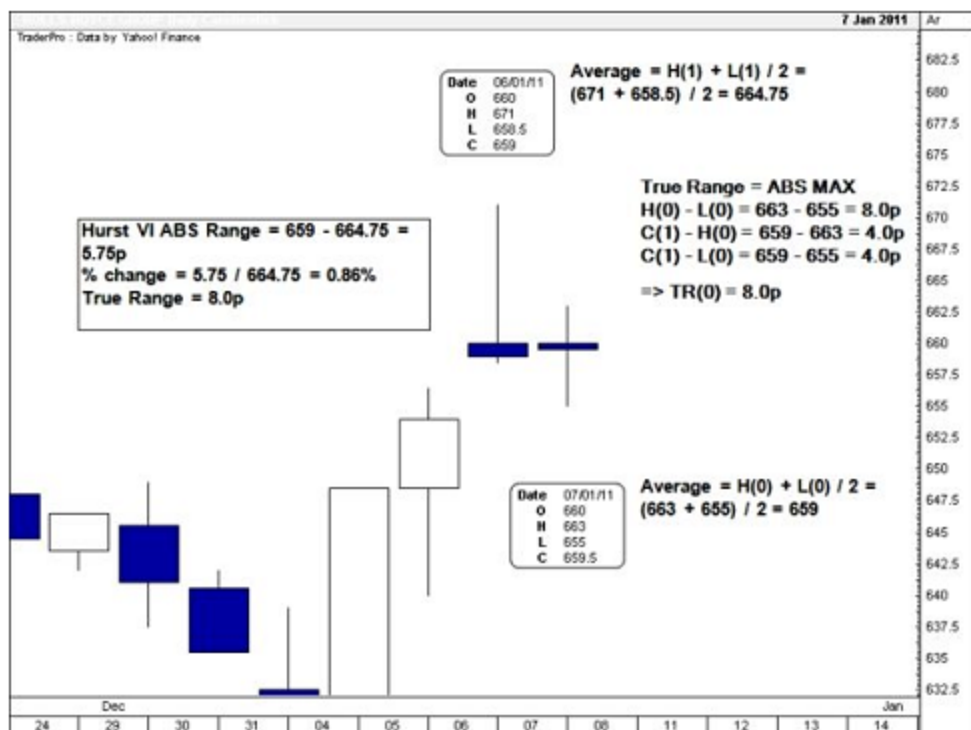 ROLLS ROYCE GROUP Daily Candlestick
7 Jan 2011
Ar
TraderPro : Data by Yahoo! Finance
Date 06/01/11
O 660
H 671
L 658.5
C 659
Average = H(1) + L(1) / 2 =
(671 + 658.5) / 2 = 664.75
True Range = ABS MAX
H(0) - L(0) = 663 - 655 = 8.0p
C(1) - H(0) = 659 - 663 = 4.0p
C(1) - L(0) = 659 - 655 = 4.0p
=> TR(0) = 8.0p
Hurst VI ABS Range = 659 - 664.75 =
5.75p
% change = 5.75 / 664.75 = 0.86%
True Range = 8.0p
Date 07/01/11
O 660
H 663
L 655
C 659.5
Average = H(0) + L(0) / 2 =
(663 + 655) / 2 = 659
682.5
680
677.5
675
672.5
670
667.5
665
662.5
660
657.5
655
652.5
650
647.5
645
642.5
640
637.5
635
632.5
Dec Jan
24 29 30 31 04 05 06 07 08 11 12 13 14